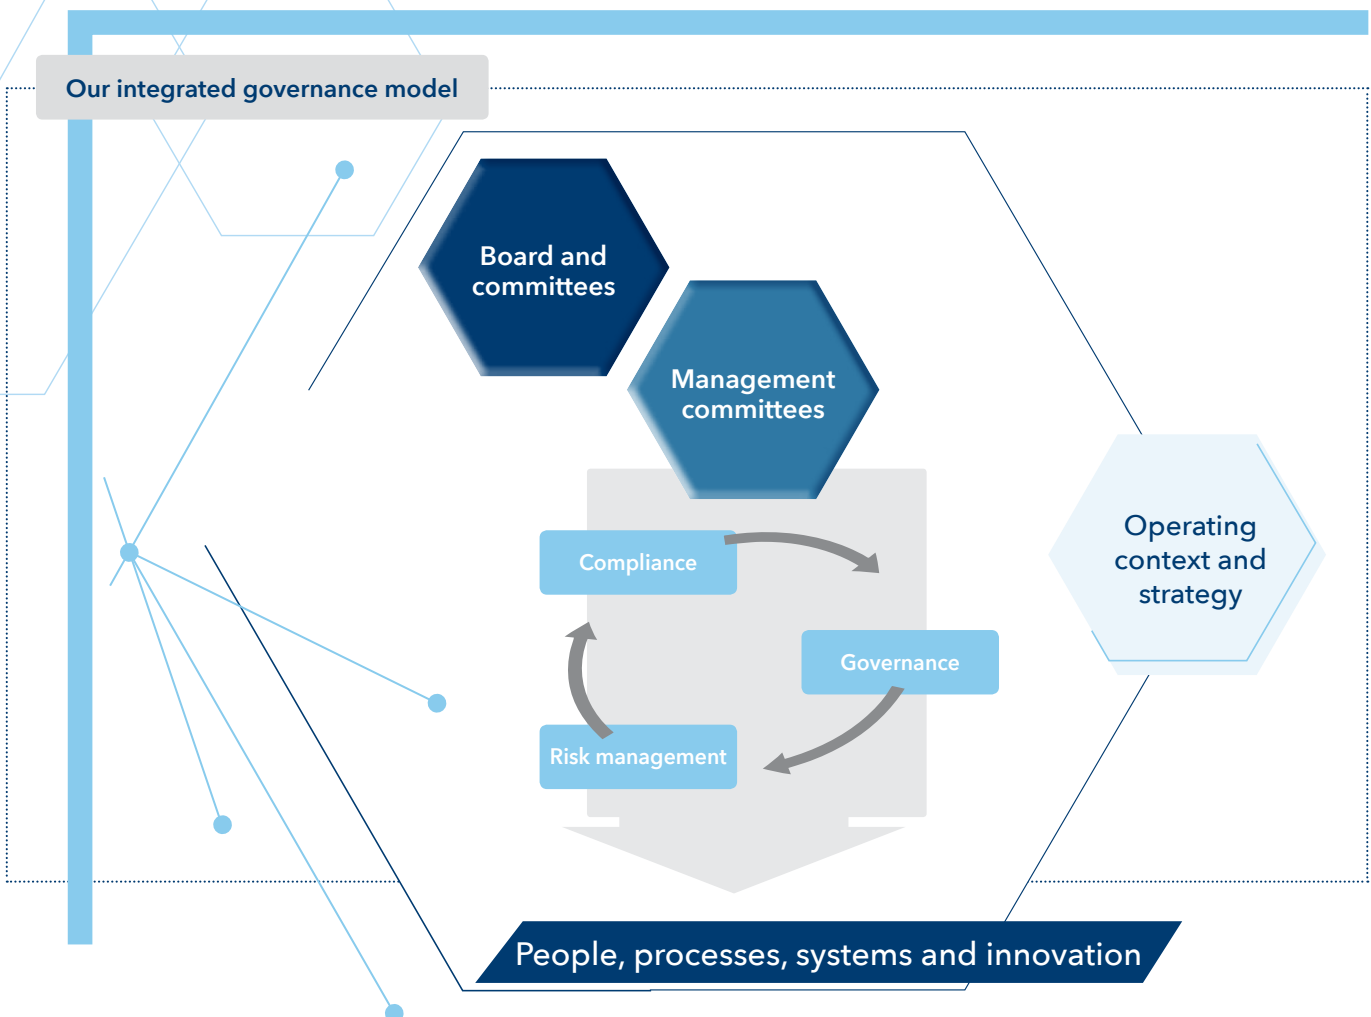 Our integrated governance model
Board and
committees
Management
committees
Operating
context and
strategy
Compliance
Governance
Risk management
People, processes, systems and innovation